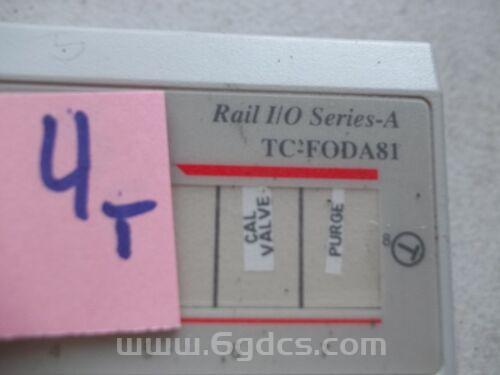 Rail I/O Series-A
TC-FODA81
4T
CAL
VALVE
PURGE
8
T
www.6gdcs.com